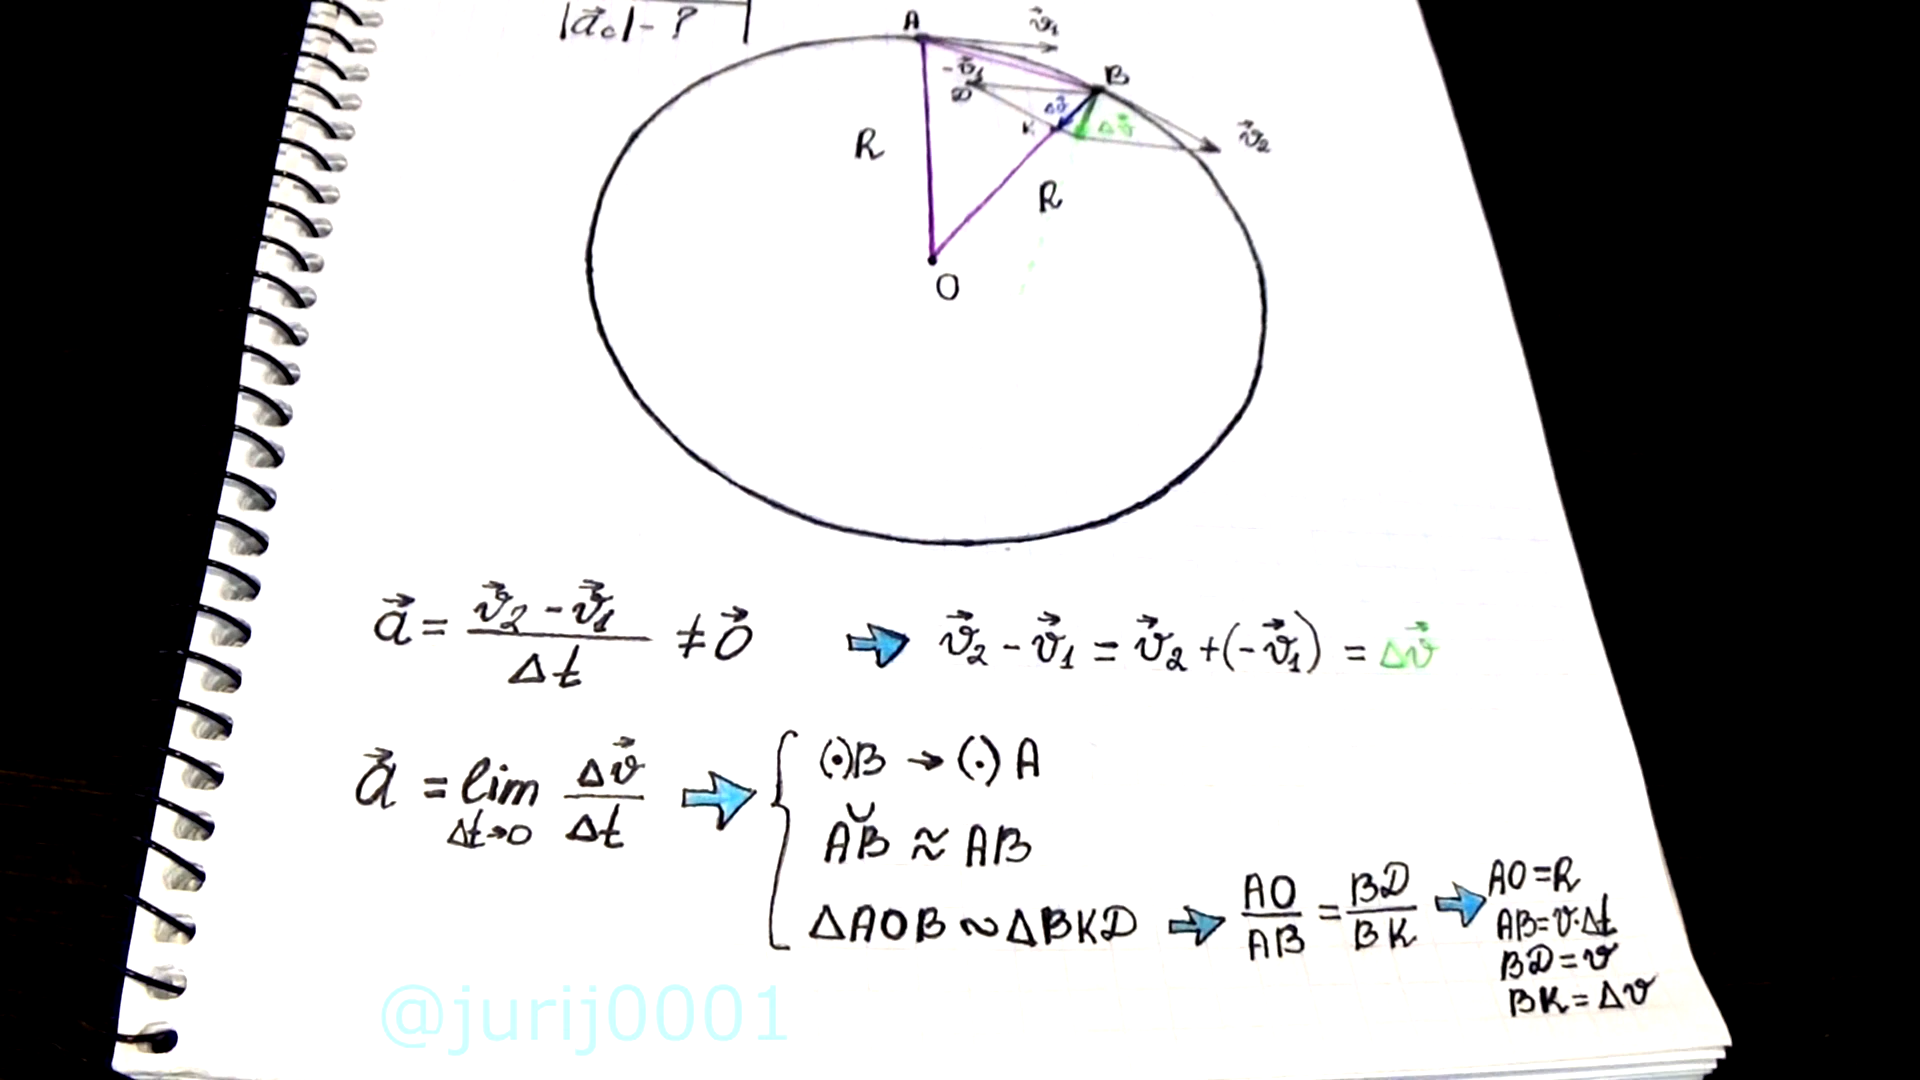 |a⃗c| - ?
A v⃗₁
-v⃗₁ B
D Δv⃗
K Δv⃗ v⃗₂
R
R
O
a⃗ = (v⃗₂ - v⃗₁)/Δt ≠ 0⃗ ⇒ v⃗₂ - v⃗₁ = v⃗₂ + (-v⃗₁) = Δv⃗
a⃗ = lim Δt→0 Δv⃗/Δt ⇒ { (·)B → (·)A
A͝B ≈ AB
ΔAOB ~ ΔBKD ⇒ AO/AB = BD/BK ⇒ AO = R
AB = v·Δt
BD = v
BK = Δv
@jurij0001